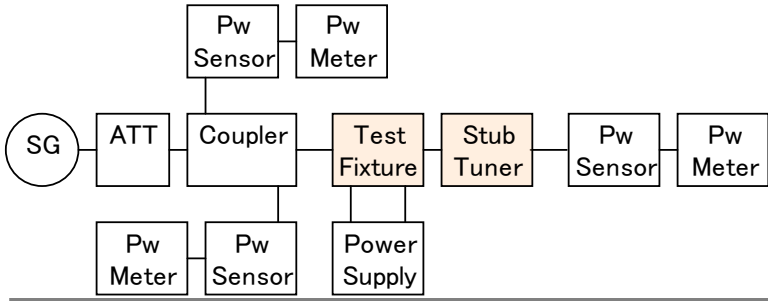 Pw Pw
Sensor Meter
SG ATT Coupler Test Stub Pw Pw
Fixture Tuner Sensor Meter
Pw Pw Power
Meter Sensor Supply